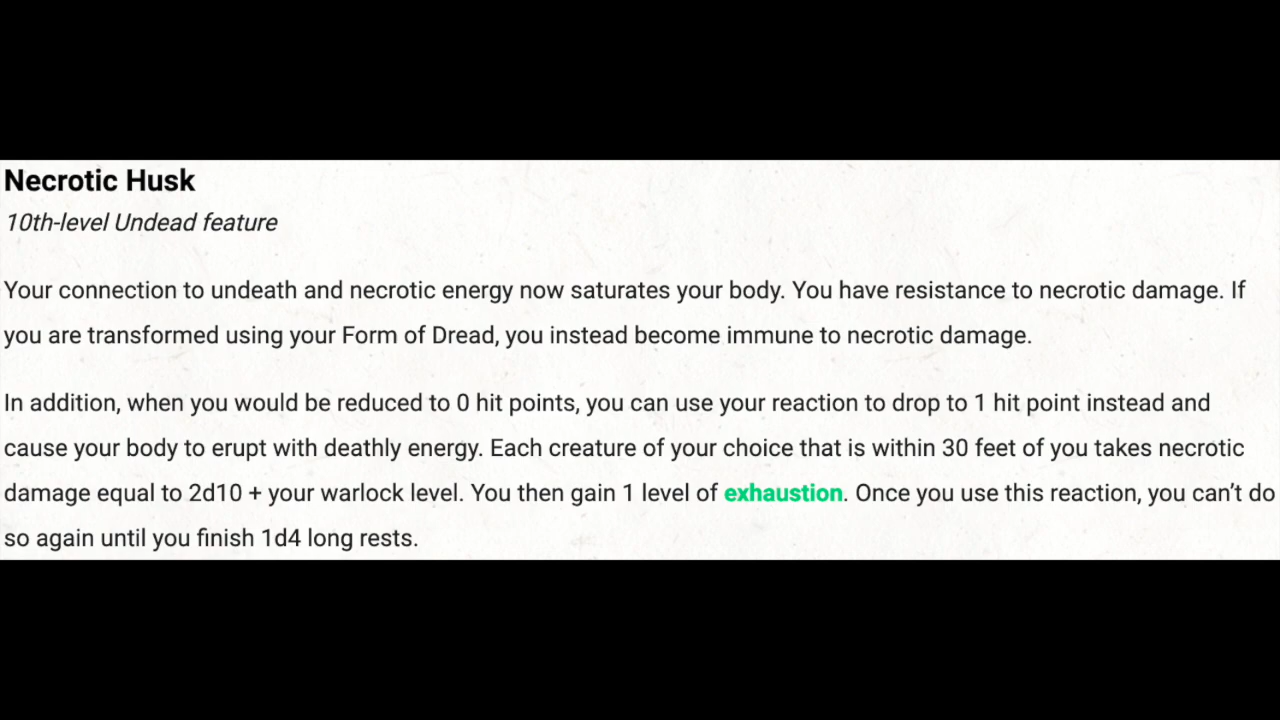 Necrotic Husk
10th-level Undead feature
Your connection to undeath and necrotic energy now saturates your body. You have resistance to necrotic damage. If
you are transformed using your Form of Dread, you instead become immune to necrotic damage.
In addition, when you would be reduced to 0 hit points, you can use your reaction to drop to 1 hit point instead and
cause your body to erupt with deathly energy. Each creature of your choice that is within 30 feet of you takes necrotic
damage equal to 2d10 + your warlock level. You then gain 1 level of exhaustion. Once you use this reaction, you can’t do
so again until you finish 1d4 long rests.